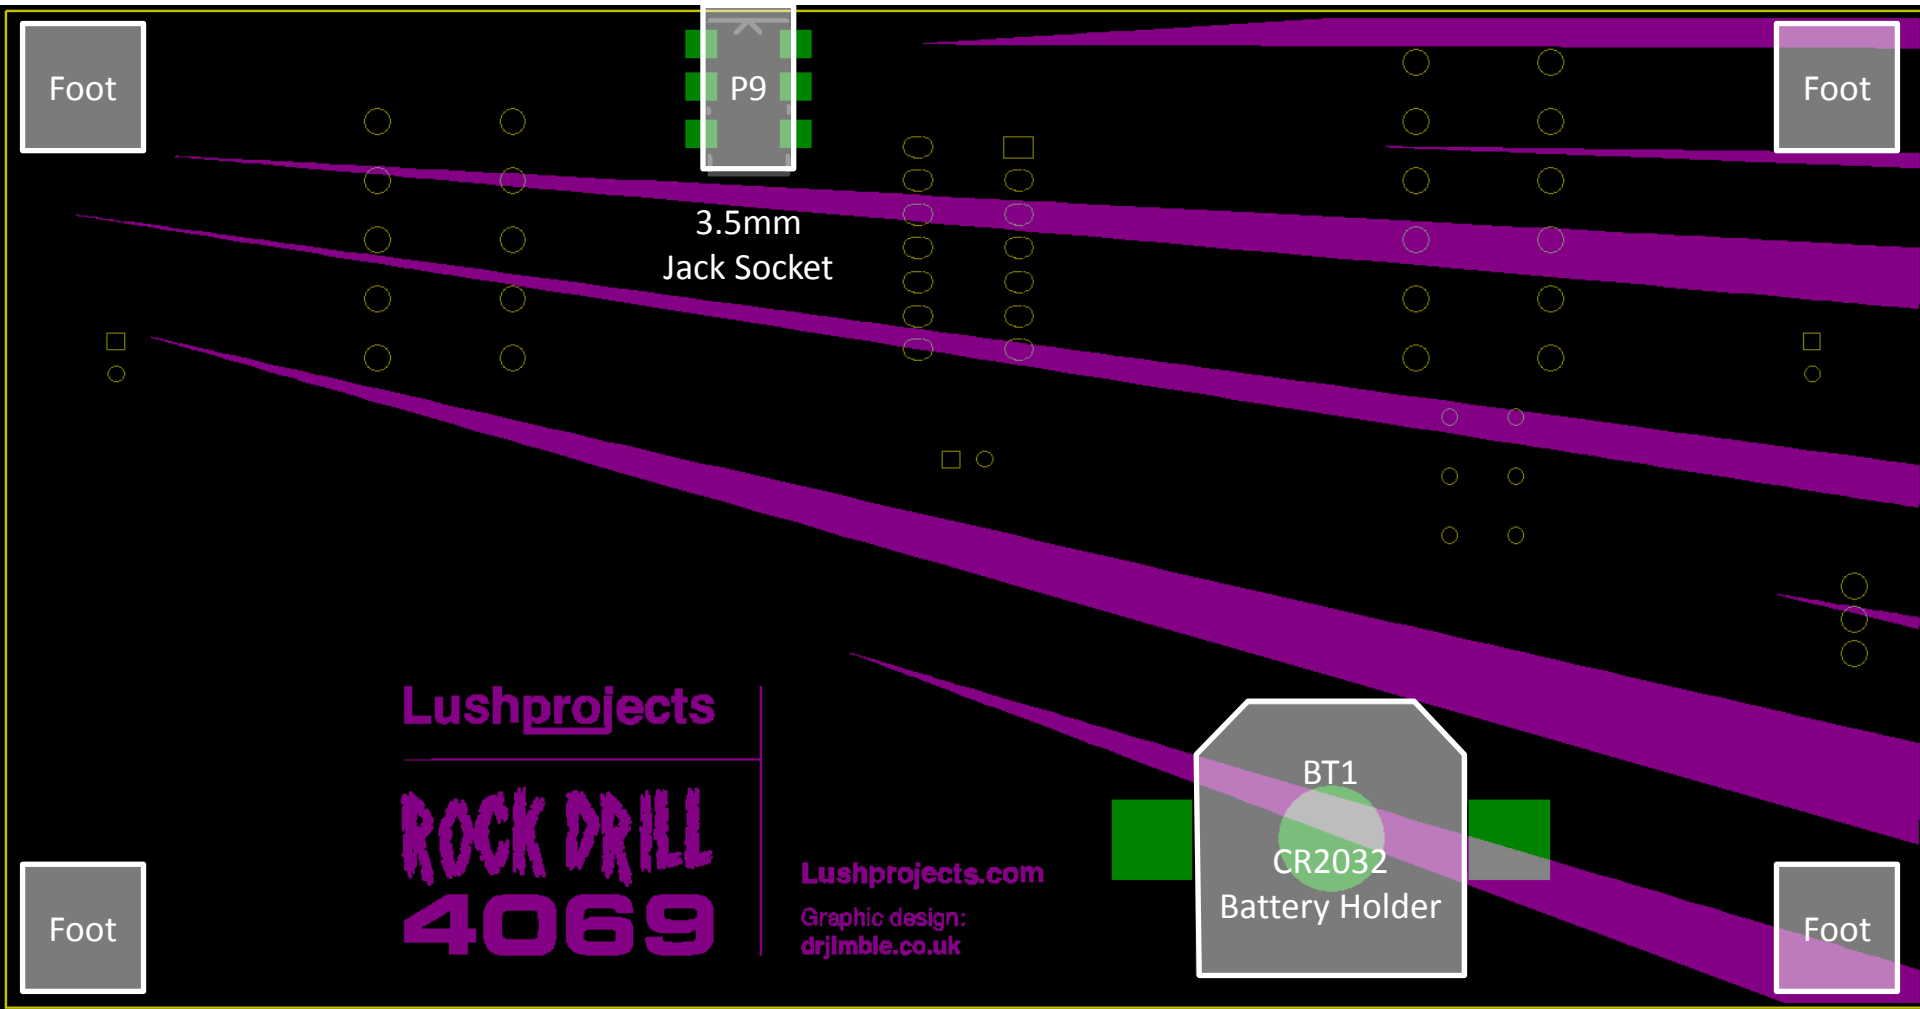 Foot
P9
Foot
3.5mm
Jack Socket
Lushprojects
ROCK DRILL
4069
Lushprojects.com
Graphic design:
drjImble.co.uk
BT1
CR2032
Battery Holder
Foot
Foot